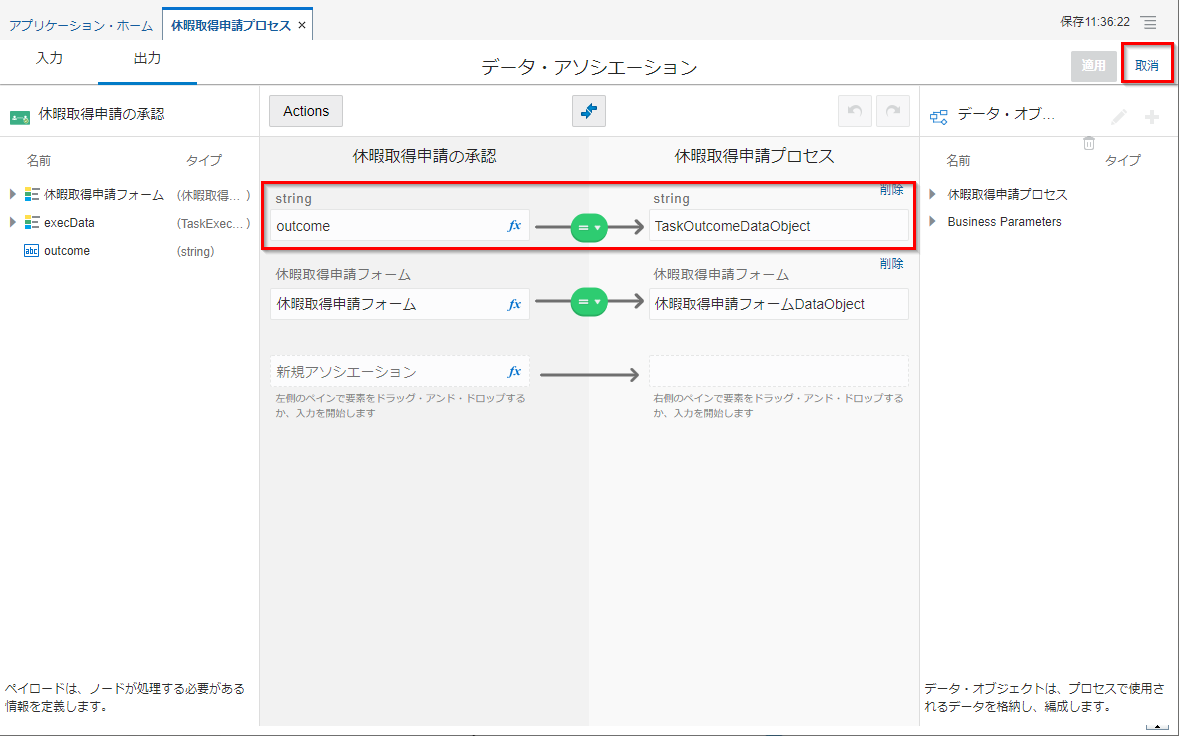 アプリケーション・ホーム
休暇取得申請プロセス ×
保存11:36:22
入力
出力
データ・アソシエーション
適用
取消
休暇取得申請の承認
Actions
データ・オブ...
名前
タイプ
休暇取得申請フォーム
(休暇取得... )
execData
(TaskExec... )
outcome
(string)
休暇取得申請の承認
休暇取得申請プロセス
string
string
削除
outcome
fx
=
TaskOutcomeDataObject
休暇取得申請フォーム
休暇取得申請フォーム
削除
休暇取得申請フォーム
fx
=
休暇取得申請フォームDataObject
新規アソシエーション
fx
左側のペインで要素をドラッグ・アンド・ドロップする
か、入力を開始します
右側のペインで要素をドラッグ・アンド・ドロップする
か、入力を開始します
名前
タイプ
休暇取得申請プロセス
Business Parameters
abc
ペイロードは、ノードが処理する必要がある
情報を定義します。
データ・オブジェクトは、プロセスで使用さ
れるデータを格納し、編成します。